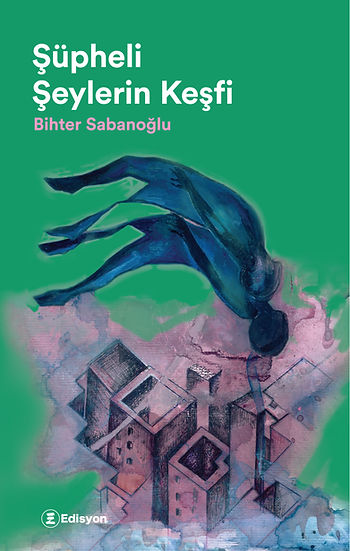 Şüpheli
Şeylerin Keşfi
Bihter Sabanoğlu
Edisyon